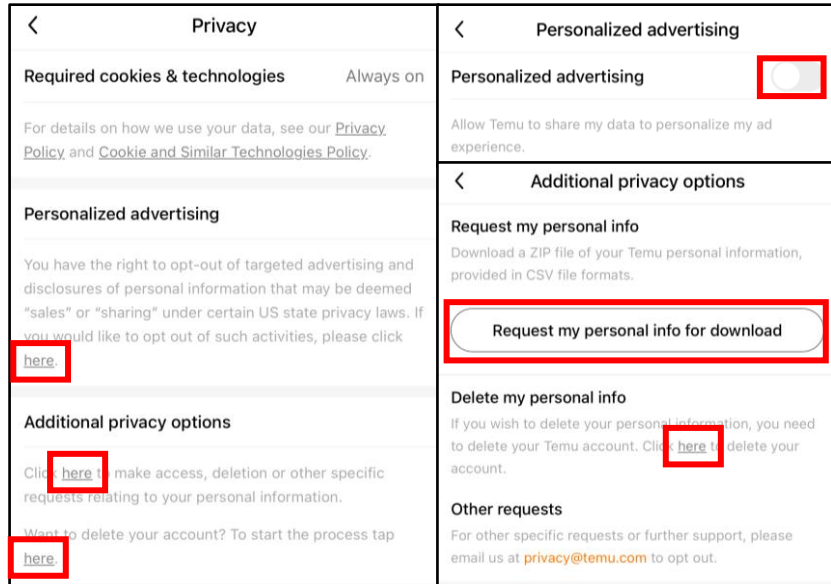 Privacy
Required cookies & technologies Always on
For details on how we use your data, see our Privacy
Policy and Cookie and Similar Technologies Policy.
Personalized advertising
You have the right to opt-out of targeted advertising and
disclosures of personal information that may be deemed
“sales” or “sharing” under certain US state privacy laws. If
you would like to opt out of such activities, please click
here.
Additional privacy options
Click here to make access, deletion or other specific
requests relating to your personal information.
Want to delete your account? To start the process tap
here.
Personalized advertising
Personalized advertising
Allow Temu to share my data to personalize my ad
experience.
Additional privacy options
Request my personal info
Download a ZIP file of your Temu personal information,
provided in CSV file formats.
Request my personal info for download
Delete my personal info
If you wish to delete your personal information, you need
to delete your Temu account. Click here to delete your
account.
Other requests
For other specific requests or further support, please
email us at privacy@temu.com to opt out.